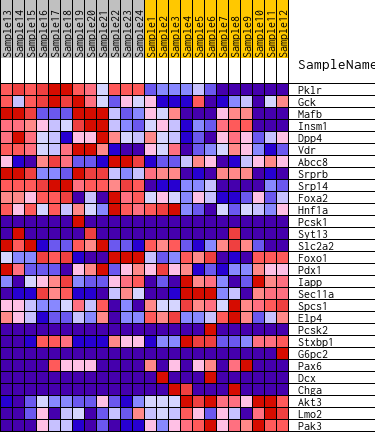 Sample13 Sample14 Sample15 Sample16 Sample17 Sample18 Sample19 Sample20 Sample21 Sample22 Sample23 Sample24 Sample1 Sample2 Sample3 Sample4 Sample5 Sample6 Sample7 Sample8 Sample9 Sample10 Sample11 Sample12
SampleName
Pklr
Gck
Mafb
Insm1
Dpp4
Vdr
Abcc8
Srprb
Srp14
Foxa2
Hnf1a
Pcsk1
Syt13
Slc2a2
Foxo1
Pdx1
Iapp
Sec11a
Spcs1
Elp4
Pcsk2
Stxbp1
G6pc2
Pax6
Dcx
Chga
Akt3
Lmo2
Pak3